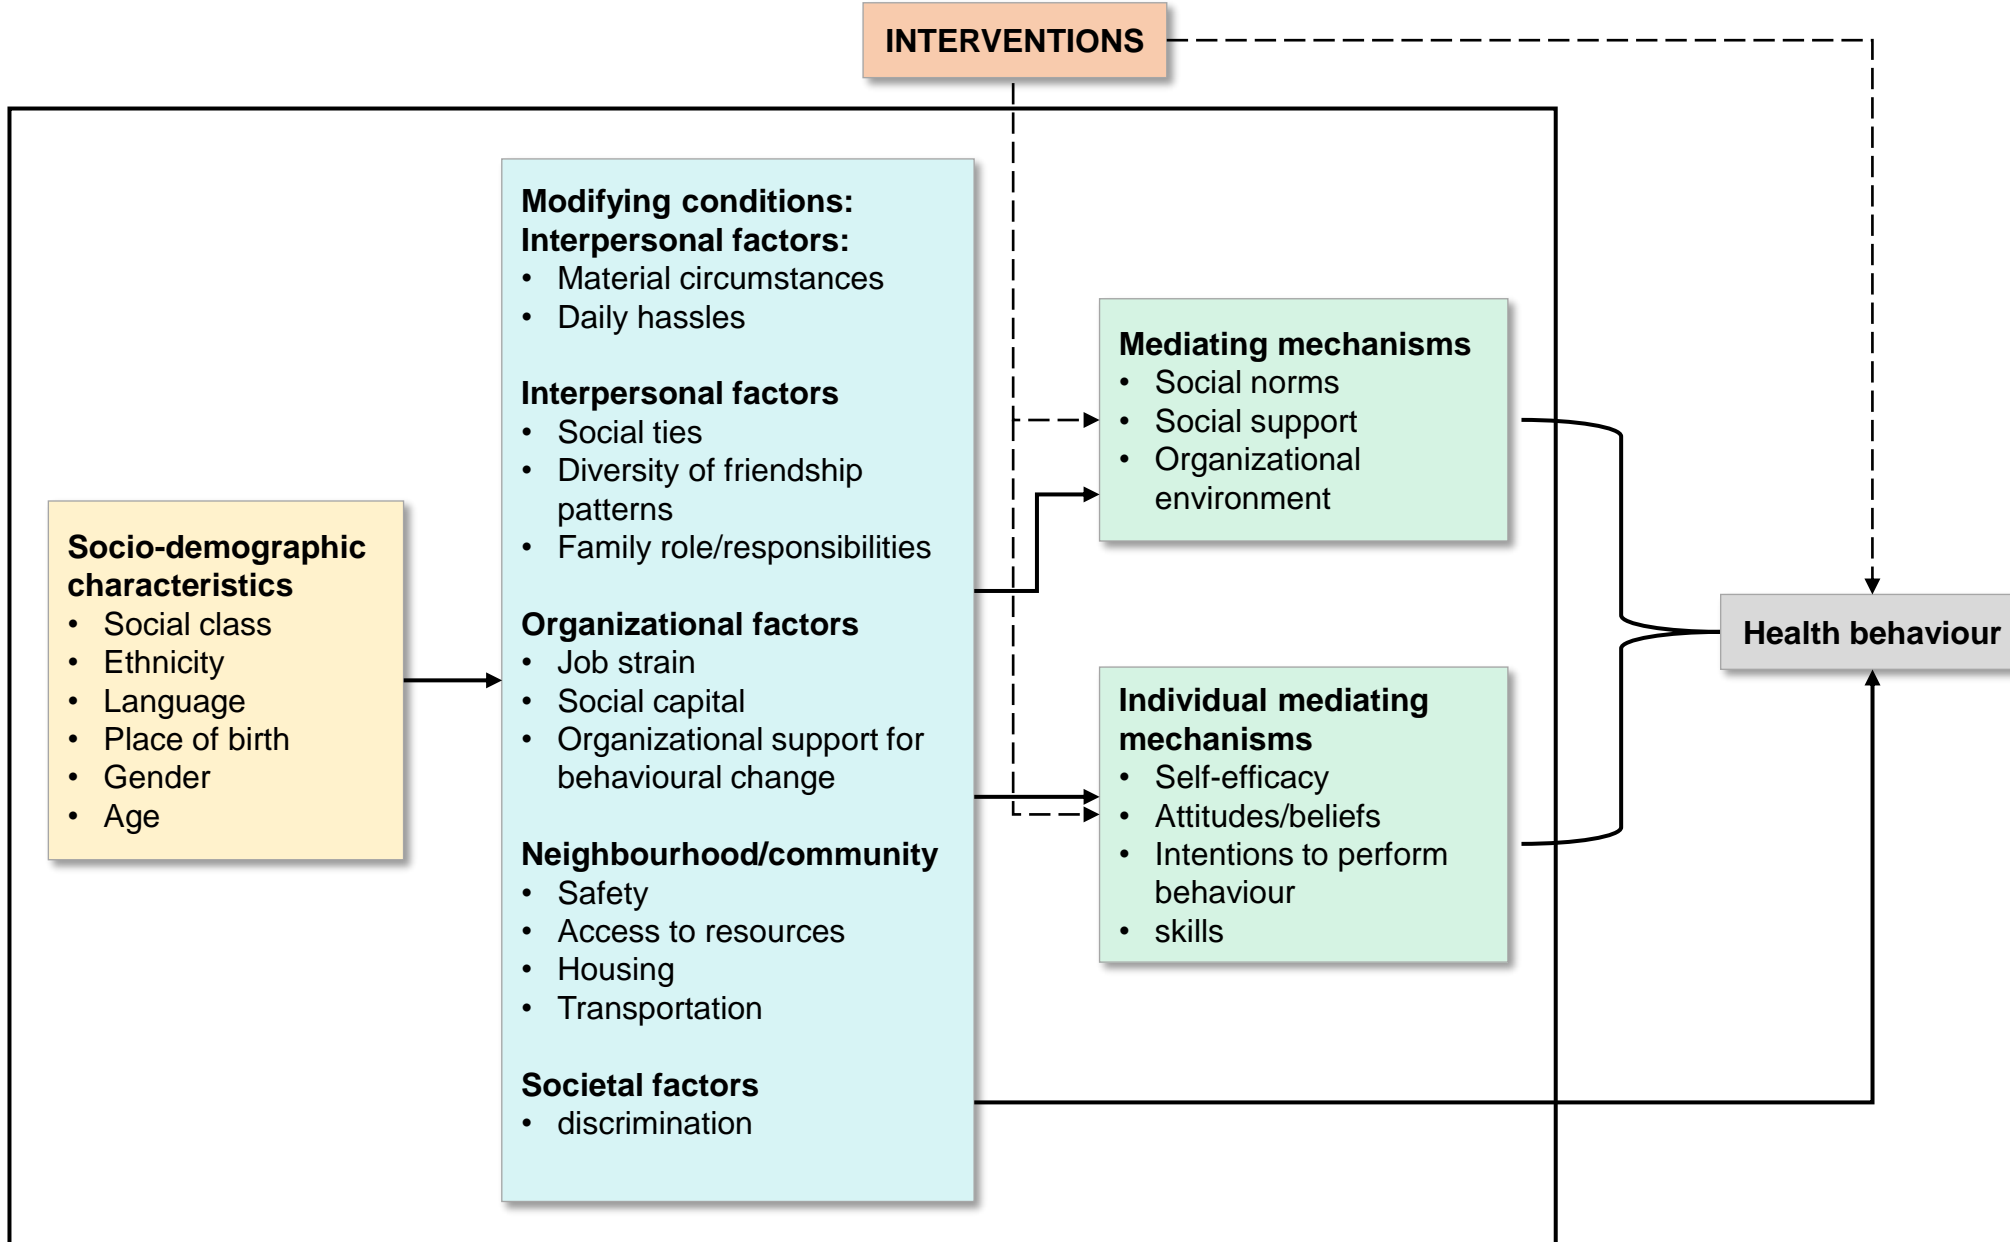 INTERVENTIONS
Socio-demographic
characteristics
• Social class
• Ethnicity
• Language
• Place of birth
• Gender
• Age
Modifying conditions:
Interpersonal factors:
• Material circumstances
• Daily hassles
Interpersonal factors
• Social ties
• Diversity of friendship
patterns
• Family role/responsibilities
Organizational factors
• Job strain
• Social capital
• Organizational support for
behavioural change
Neighbourhood/community
• Safety
• Access to resources
• Housing
• Transportation
Societal factors
• discrimination
Mediating mechanisms
• Social norms
• Social support
• Organizational
environment
Individual mediating
mechanisms
• Self-efficacy
• Attitudes/beliefs
• Intentions to perform
behaviour
• skills
Health behaviour